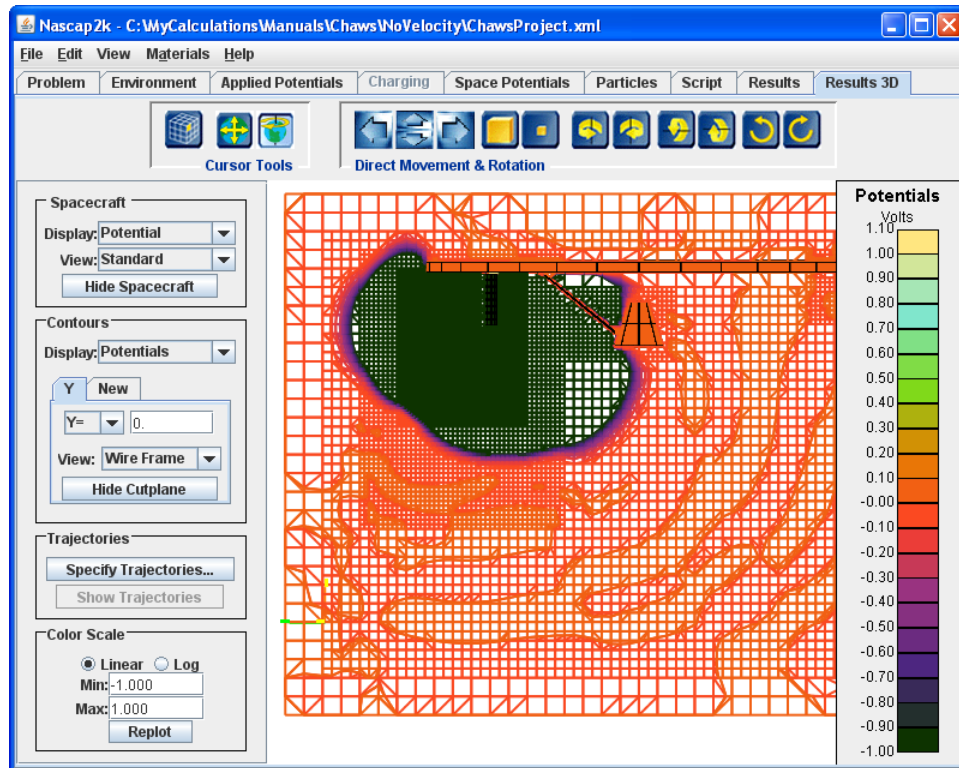 Nascap2k - C:\MyCalculations\Manuals\Chaws\NoVelocity\ChawsProject.xml
File Edit View Materials Help
Problem Environment Applied Potentials Charging Space Potentials Particles Script Results Results 3D
Cursor Tools Direct Movement & Rotation
Spacecraft
Display: Potential
View: Standard
Hide Spacecraft
Contours
Display: Potentials
Y New
Y= 0.
View: Wire Frame
Hide Cutplane
Trajectories
Specify Trajectories...
Show Trajectories
Color Scale
Linear Log
Min: -1.000
Max: 1.000
Replot
Potentials
Volts
1.10
1.00
0.90
0.80
0.70
0.60
0.50
0.40
0.30
0.20
0.10
-0.00
-0.10
-0.20
-0.30
-0.40
-0.50
-0.60
-0.70
-0.80
-0.90
-1.00